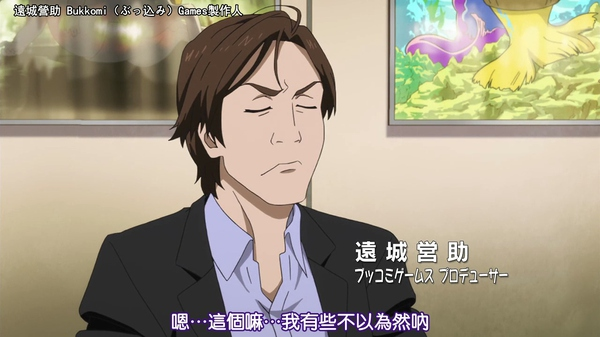 遠城營助 Bukkomi（ぶっ込み）Games製作人
遠城営助
ブッコミゲームス プロデューサー
嗯…這個嘛…我有些不以為然吶